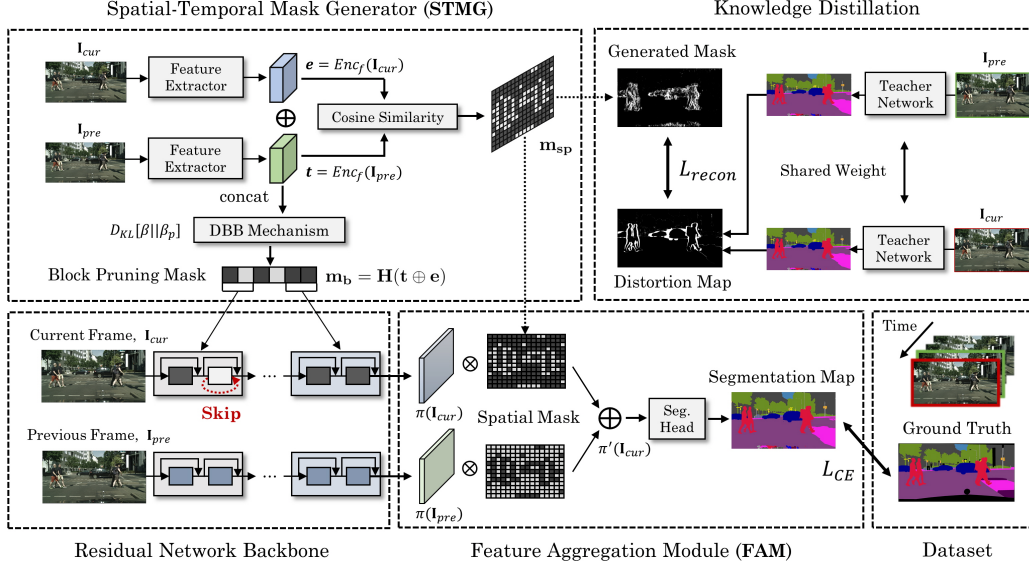 Spatial-Temporal Mask Generator (STMG)
I_cur
Feature
Extractor
e = Enc_f(I_cur)
⊕
Cosine Similarity
I_pre
Feature
Extractor
t = Enc_f(I_pre)
concat
m_sp
D_KL[β||β_p]
DBB Mechanism
Block Pruning Mask
m_b = H(t ⊕ e)
Knowledge Distillation
Generated Mask
L_recon
Distortion Map
I_pre
Teacher
Network
Shared Weight
I_cur
Teacher
Network
Current Frame, I_cur
...
Skip
Previous Frame, I_pre
...
Residual Network Backbone
π(I_cur)
⊗
Spatial Mask
π(I_pre)
⊗
⊕
π′(I_cur)
Seg.
Head
Segmentation Map
L_CE
Feature Aggregation Module (FAM)
Time
Ground Truth
Dataset